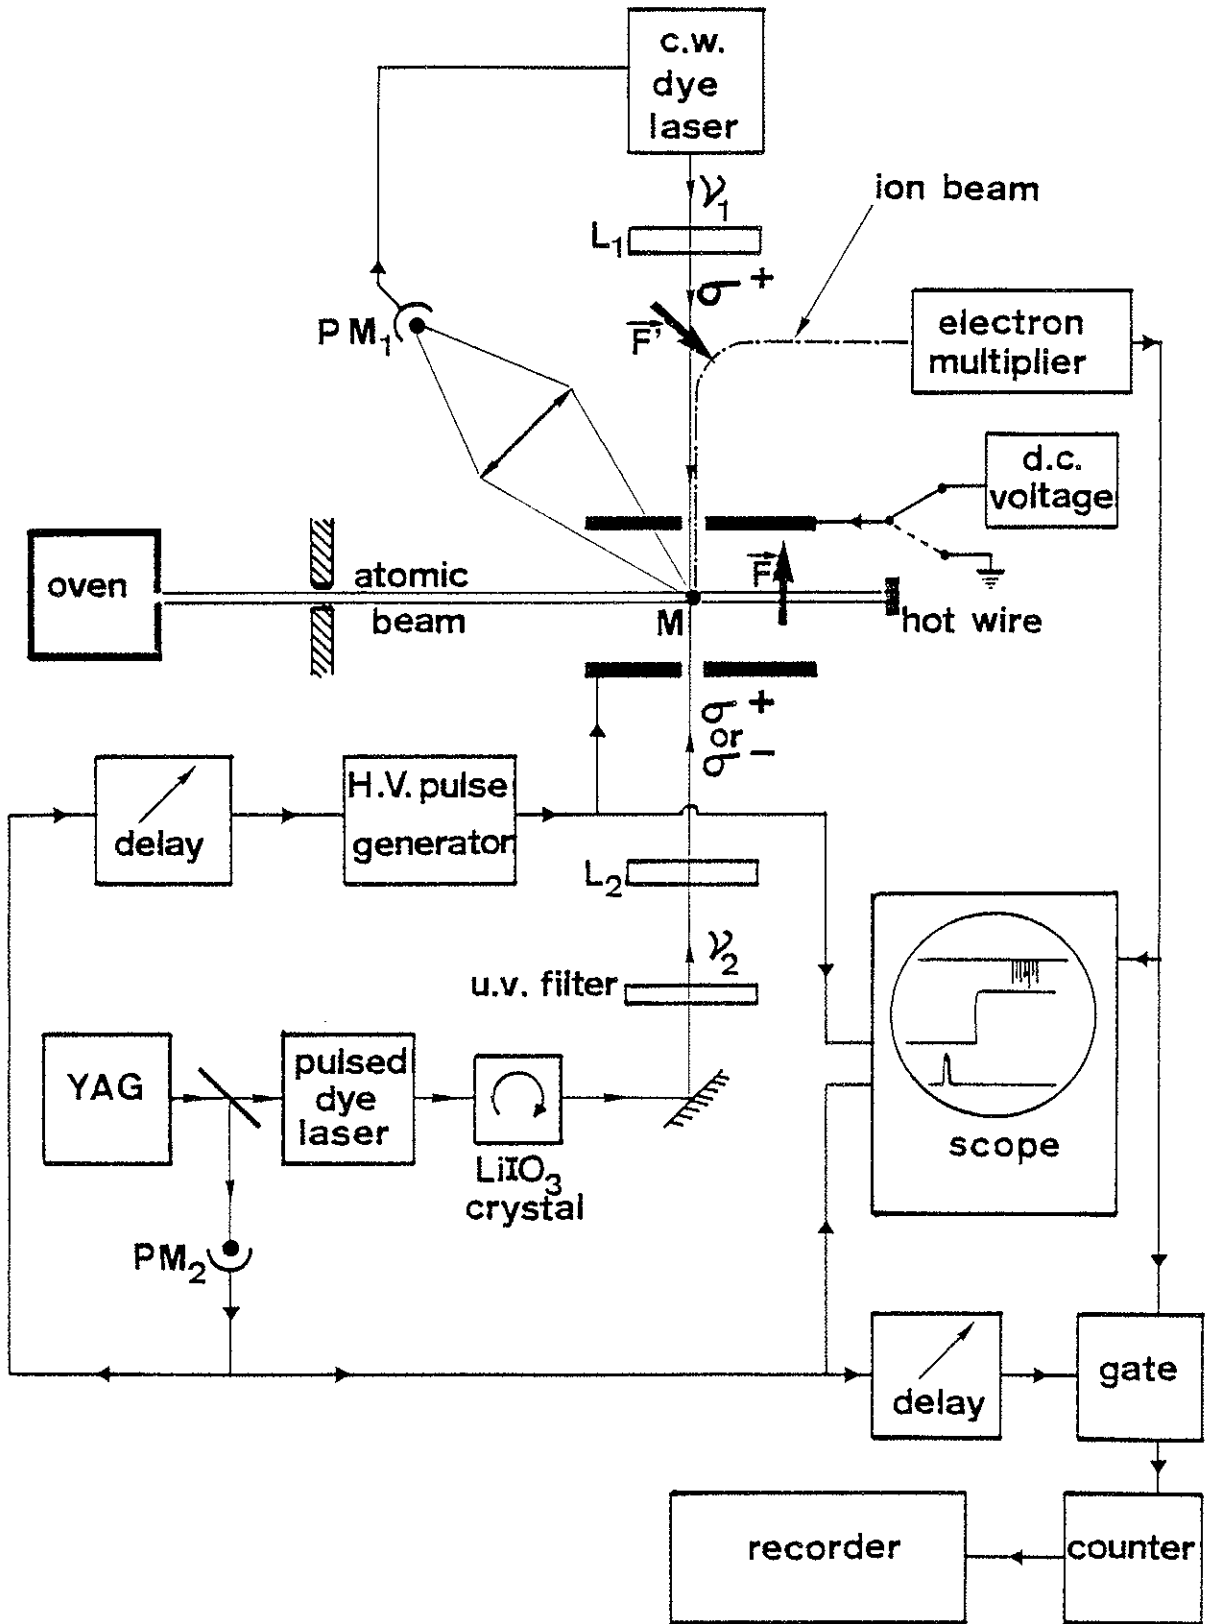 c.w.
dye
laser
ν₁
L₁
σ +
ion beam
PM₁
F'
electron
multiplier
d.c.
voltage
oven
atomic
beam
M
F
hot wire
σ +
or
σ -
delay
H.V. pulse
generator
L₂
ν₂
u.v. filter
YAG
pulsed
dye
laser
LiIO₃
crystal
scope
PM₂
delay
gate
recorder
counter